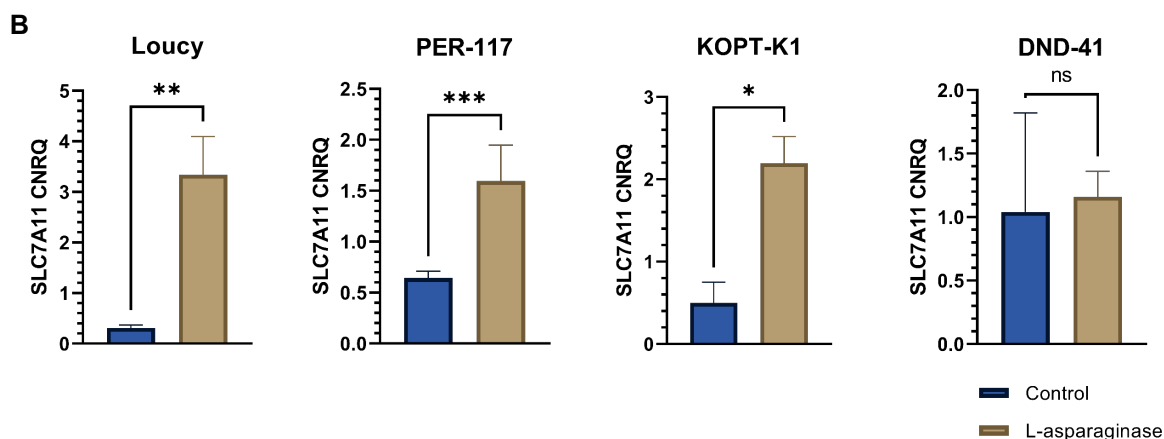 B
Loucy
PER-117
KOPT-K1
DND-41
SLC7A11 CNRQ
5
4
3
2
1
0
**
SLC7A11 CNRQ
2.5
2.0
1.5
1.0
0.5
0.0
***
SLC7A11 CNRQ
3
2
1
0
*
SLC7A11 CNRQ
2.0
1.5
1.0
0.5
0.0
ns
Control
L-asparaginase